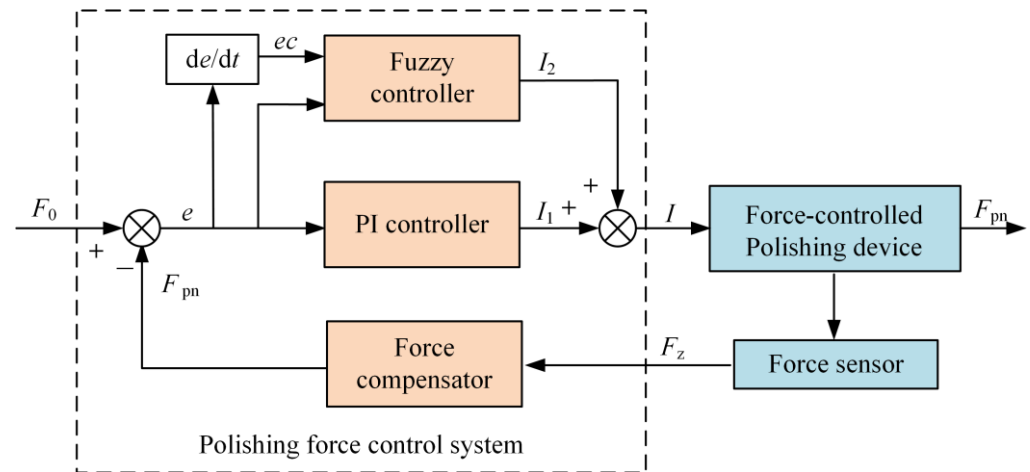 de/dt
ec
Fuzzy
controller
I2
F0
+
−
e
PI controller
I1
+
+
I
Force-controlled
Polishing device
Fpn
Fpn
Force
compensator
Fz
Force sensor
Polishing force control system